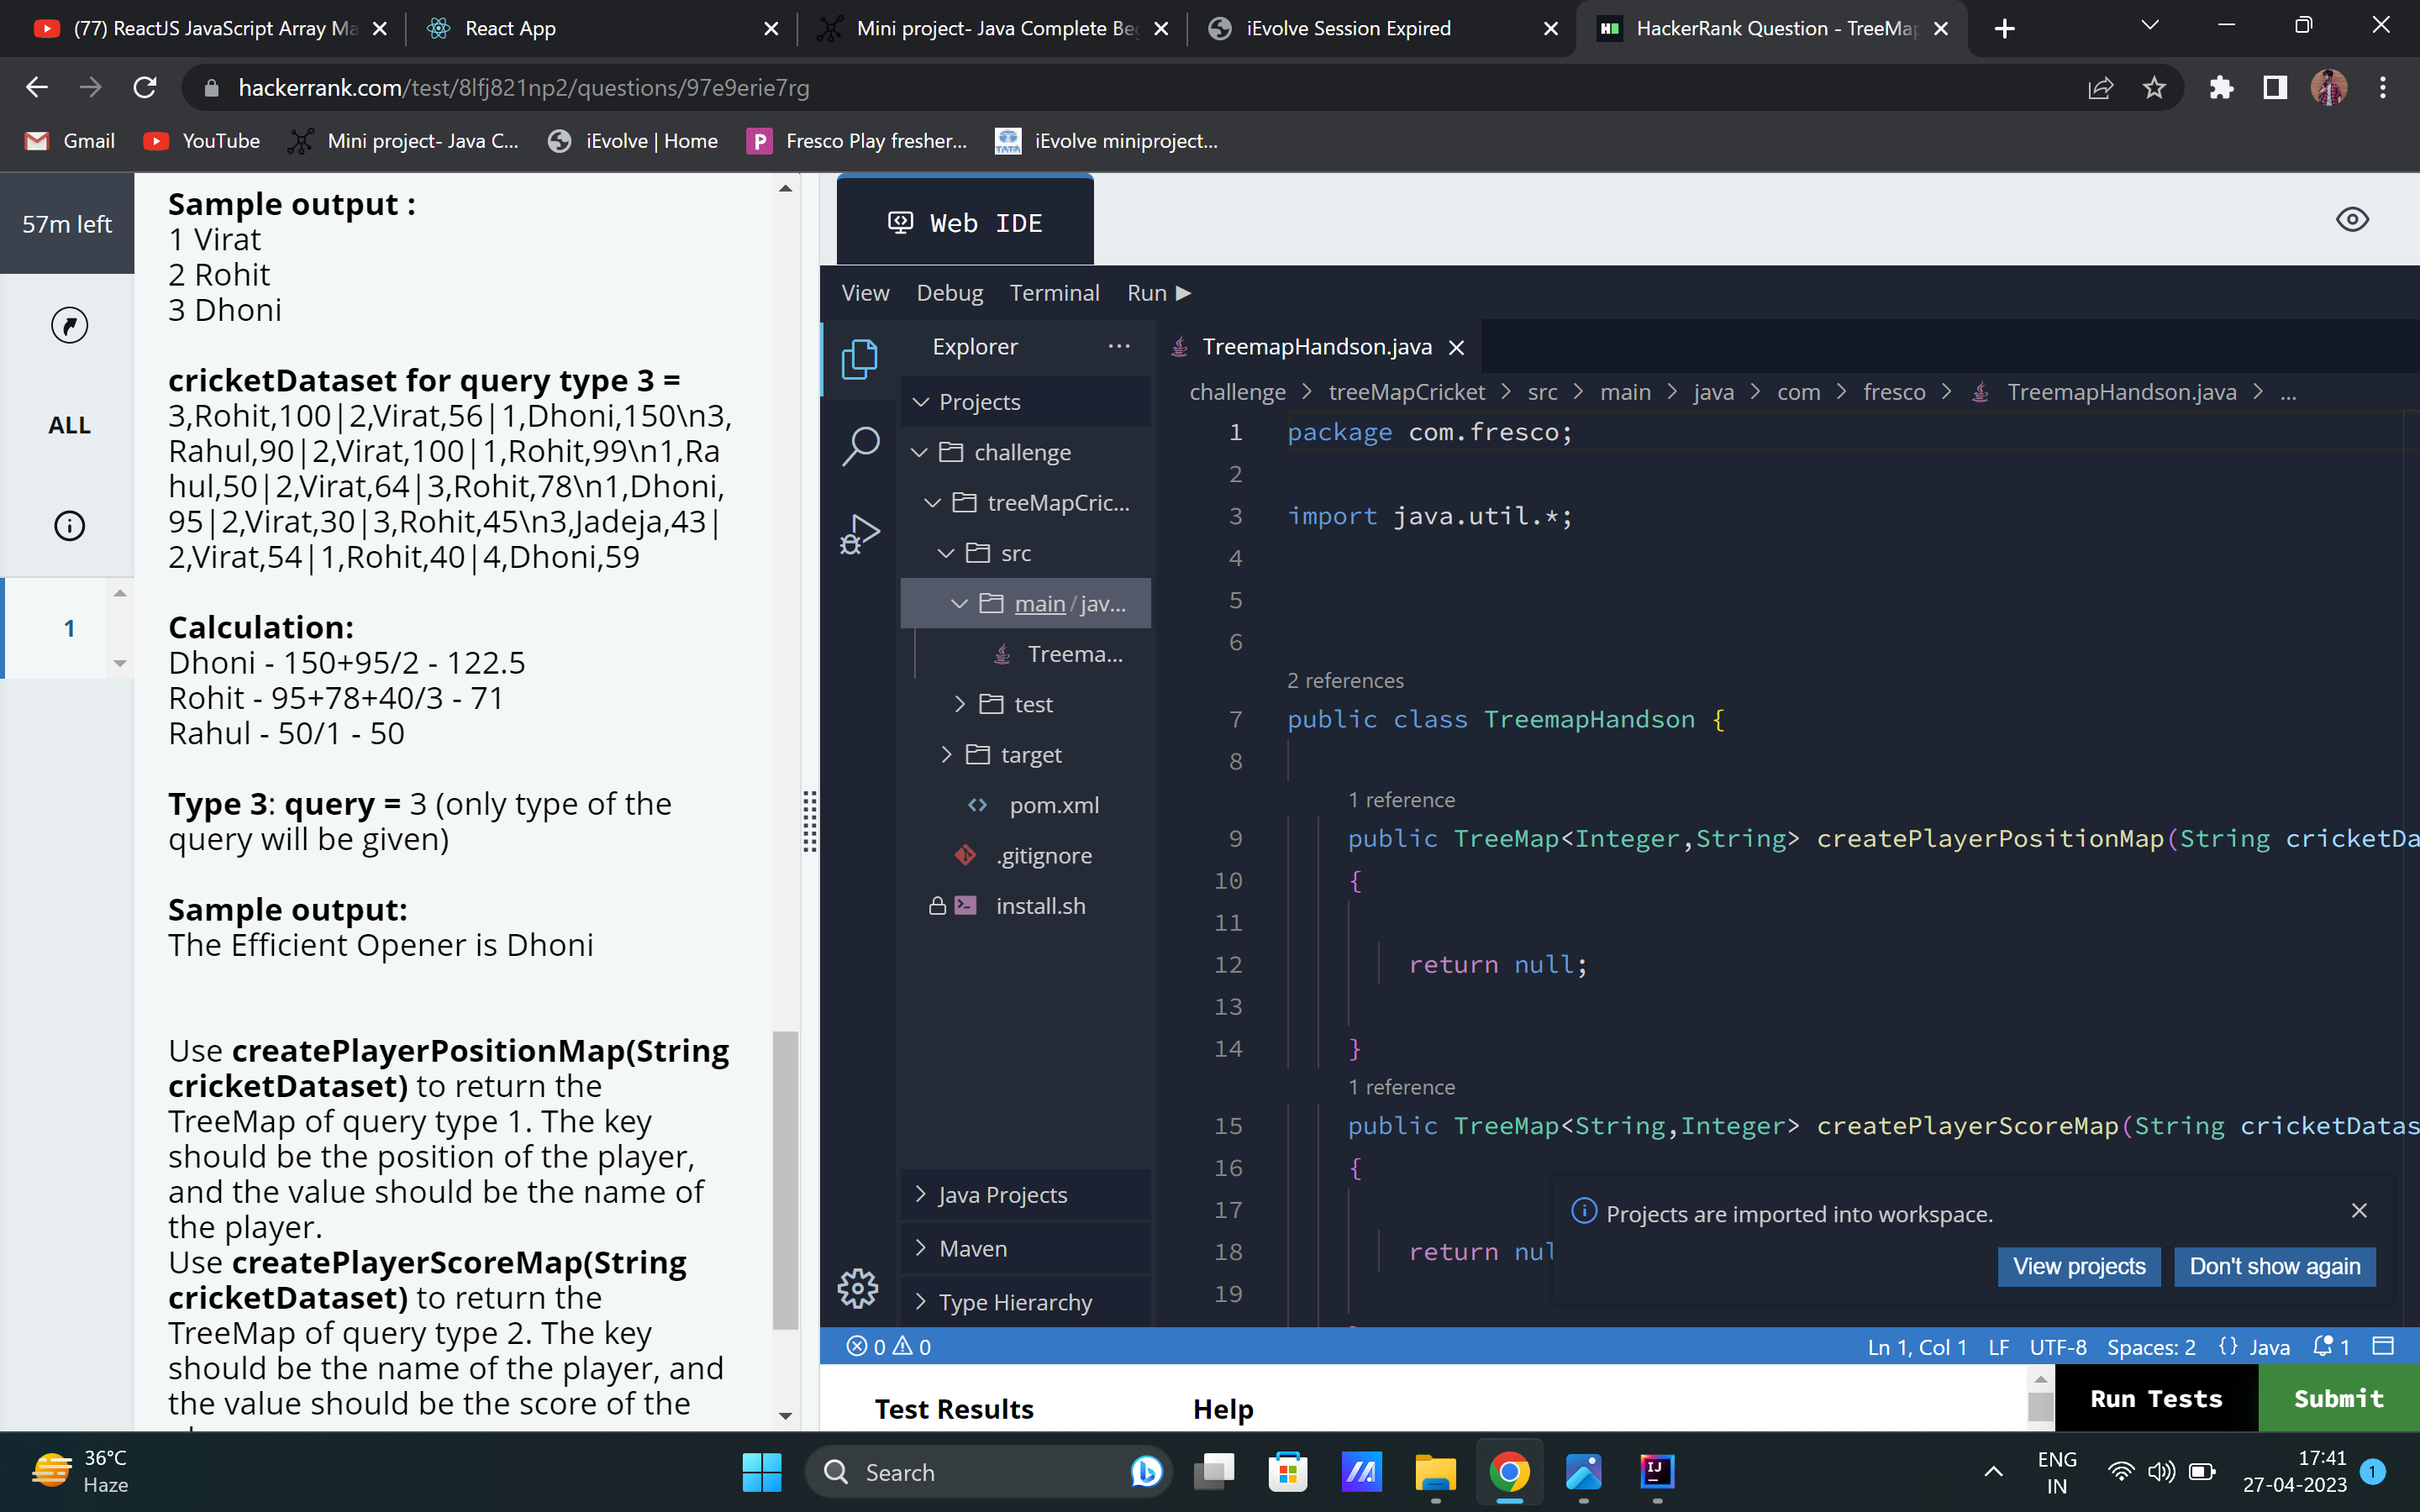 (77) ReactJS JavaScript Array Ma
React App
Mini project- Java Complete Be
iEvolve Session Expired
HackerRank Question - TreeMap
hackerrank.com/test/8lfj821np2/questions/97e9erie7rg
Gmail
YouTube
Mini project- Java C...
iEvolve | Home
Fresco Play fresher...
iEvolve miniproject...
57m left
ALL
1
Sample output :
1 Virat
2 Rohit
3 Dhoni
cricketDataset for query type 3 =
3,Rohit,100|2,Virat,56|1,Dhoni,150\n3,
Rahul,90|2,Virat,100|1,Rohit,99\n1,Ra
hul,50|2,Virat,64|3,Rohit,78\n1,Dhoni,
95|2,Virat,30|3,Rohit,45\n3,Jadeja,43|
2,Virat,54|1,Rohit,40|4,Dhoni,59
Calculation:
Dhoni - 150+95/2 - 122.5
Rohit - 95+78+40/3 - 71
Rahul - 50/1 - 50
Type 3: query = 3 (only type of the
query will be given)
Sample output:
The Efficient Opener is Dhoni
Use createPlayerPositionMap(String
cricketDataset) to return the
TreeMap of query type 1. The key
should be the position of the player,
and the value should be the name of
the player.
Use createPlayerScoreMap(String
cricketDataset) to return the
TreeMap of query type 2. The key
should be the name of the player, and
the value should be the score of the
Web IDE
View Debug Terminal Run
Explorer
Projects
challenge
treeMapCric...
src
main/jav...
Treema...
test
target
pom.xml
.gitignore
install.sh
Java Projects
Maven
Type Hierarchy
TreemapHandson.java
challenge > treeMapCricket > src > main > java > com > fresco > TreemapHandson.java > ...
1 package com.fresco;
2
3 import java.util.*;
4
5
6
2 references
7 public class TreemapHandson {
8
1 reference
9 public TreeMap<Integer,String> createPlayerPositionMap(String cricketDa
10 {
11
12 return null;
13
14 }
1 reference
15 public TreeMap<String,Integer> createPlayerScoreMap(String cricketDatas
16 {
17
18 return nul
19
Projects are imported into workspace.
View projects
Don't show again
0 0
Ln 1, Col 1 LF UTF-8 Spaces: 2 {} Java 1
Test Results
Help
Run Tests
Submit
36°C
Haze
Search
ENG
IN
17:41
27-04-2023
1